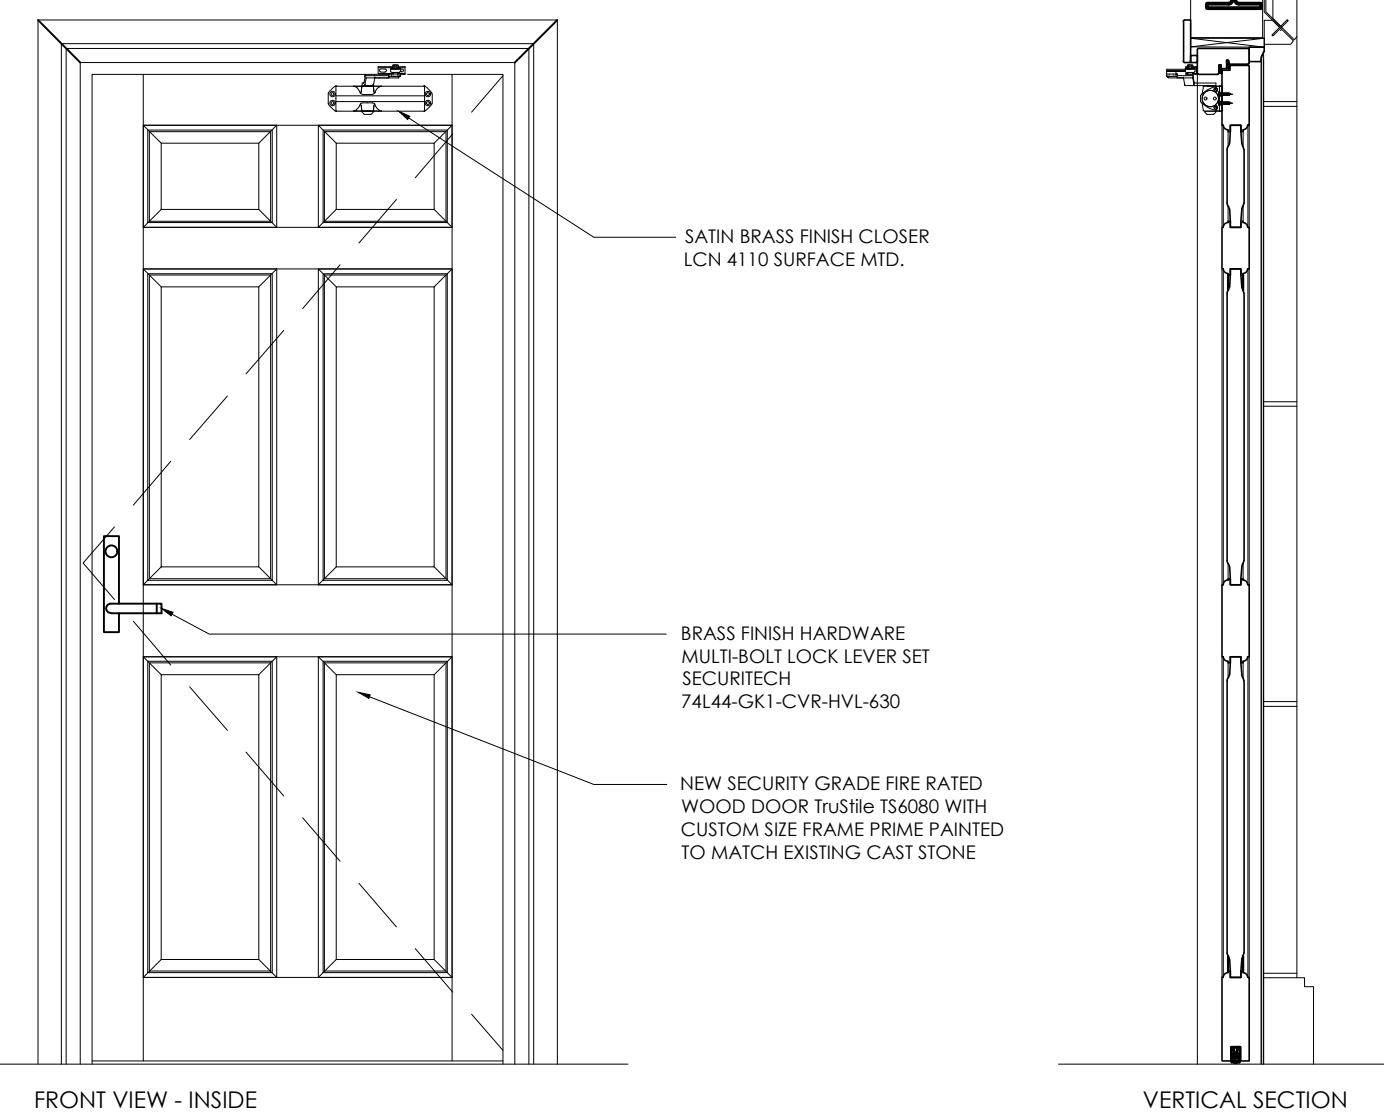 SATIN BRASS FINISH CLOSER
LCN 4110 SURFACE MTD.
BRASS FINISH HARDWARE
MULTI-BOLT LOCK LEVER SET
SECURITECH
74L44-GK1-CVR-HVL-630
NEW SECURITY GRADE FIRE RATED
WOOD DOOR TruStile TS6080 WITH
CUSTOM SIZE FRAME PRIME PAINTED
TO MATCH EXISTING CAST STONE
FRONT VIEW - INSIDE
VERTICAL SECTION